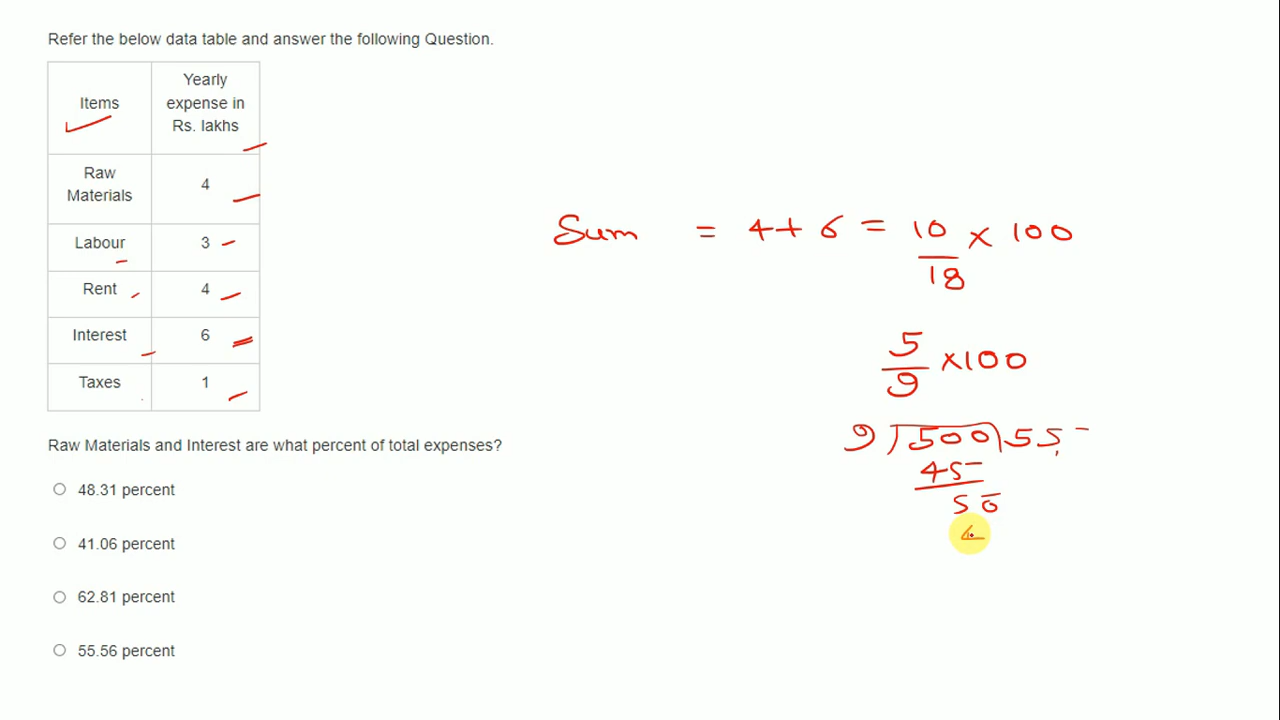 Refer the below data table and answer the following Question.
Items
Yearly
expense in
Rs. lakhs
Raw
Materials
4
Labour
3
Rent
4
Interest
6
Taxes
1
Raw Materials and Interest are what percent of total expenses?
48.31 percent
41.06 percent
62.81 percent
55.56 percent
Sum = 4+ 6 = 10 × 100
18
5 ×100
9
9)500)55.
45
50
4